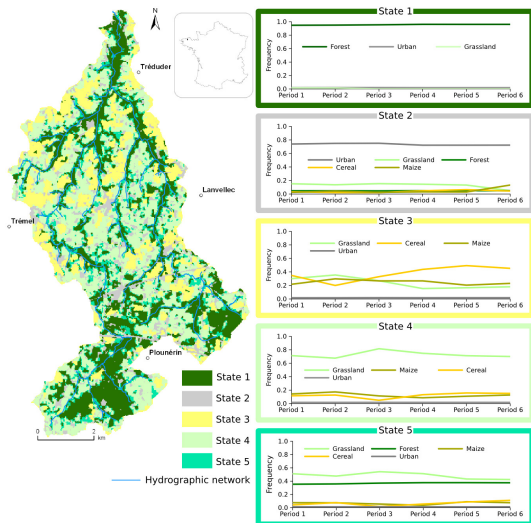 N
Tréduder
Lanvellec
Trémel
Plounérin
0 2
km
State 1
State 2
State 3
State 4
State 5
Hydrographic network
State 1
Frequency
1.0
0.8
0.6
0.4
0.2
0.0
Forest Urban Grassland
Period 1 Period 2 Period 3 Period 4 Period 5 Period 6
State 2
Frequency
1.0
0.8
0.6
0.4
0.2
0.0
Urban Grassland Forest
Cereal Maize
Period 1 Period 2 Period 3 Period 4 Period 5 Period 6
State 3
Frequency
1.0
0.8
0.6
0.4
0.2
0.0
Grassland Cereal Maize
Urban
Period 1 Period 2 Period 3 Period 4 Period 5 Period 6
State 4
Frequency
1.0
0.8
0.6
0.4
0.2
0.0
Grassland Maize Cereal
Urban
Period 1 Period 2 Period 3 Period 4 Period 5 Period 6
State 5
Frequency
1.0
0.8
0.6
0.4
0.2
0.0
Grassland Forest Maize
Cereal Urban
Period 1 Period 2 Period 3 Period 4 Period 5 Period 6